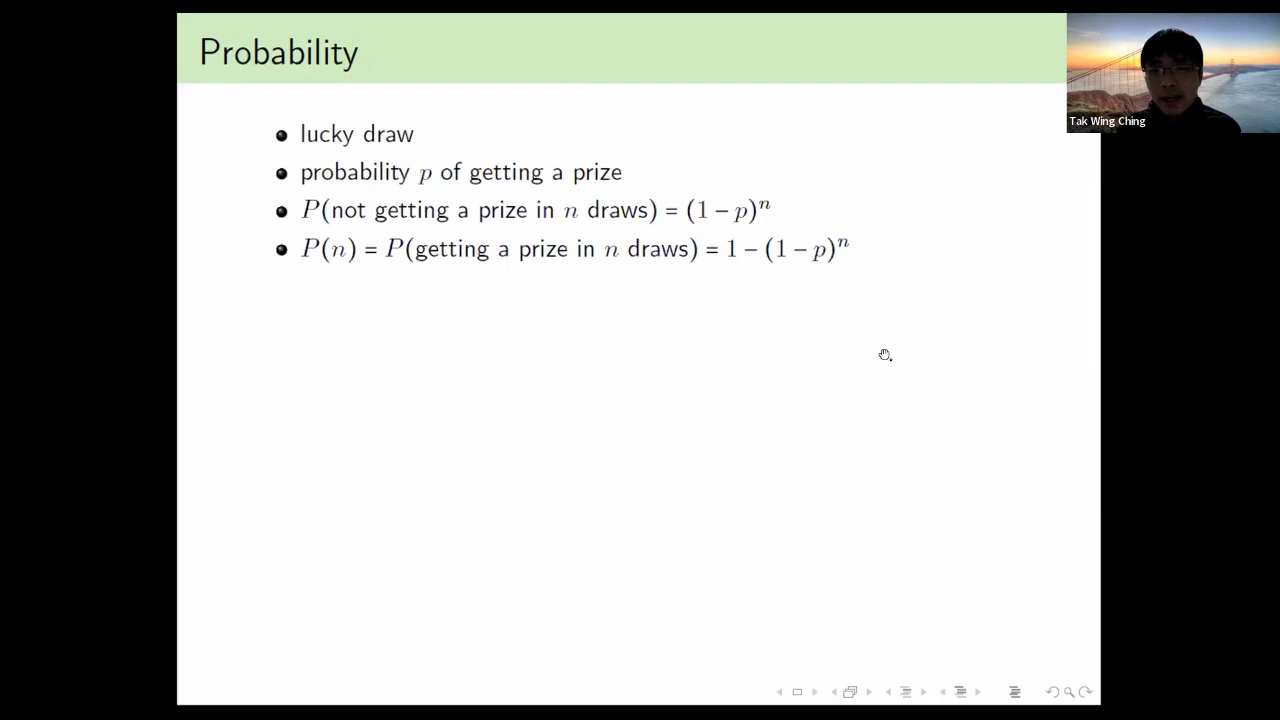 Probability
Tak Wing Ching
lucky draw
probability p of getting a prize
P(not getting a prize in n draws) = (1 − p)ⁿ
P(n) = P(getting a prize in n draws) = 1 − (1 − p)ⁿ